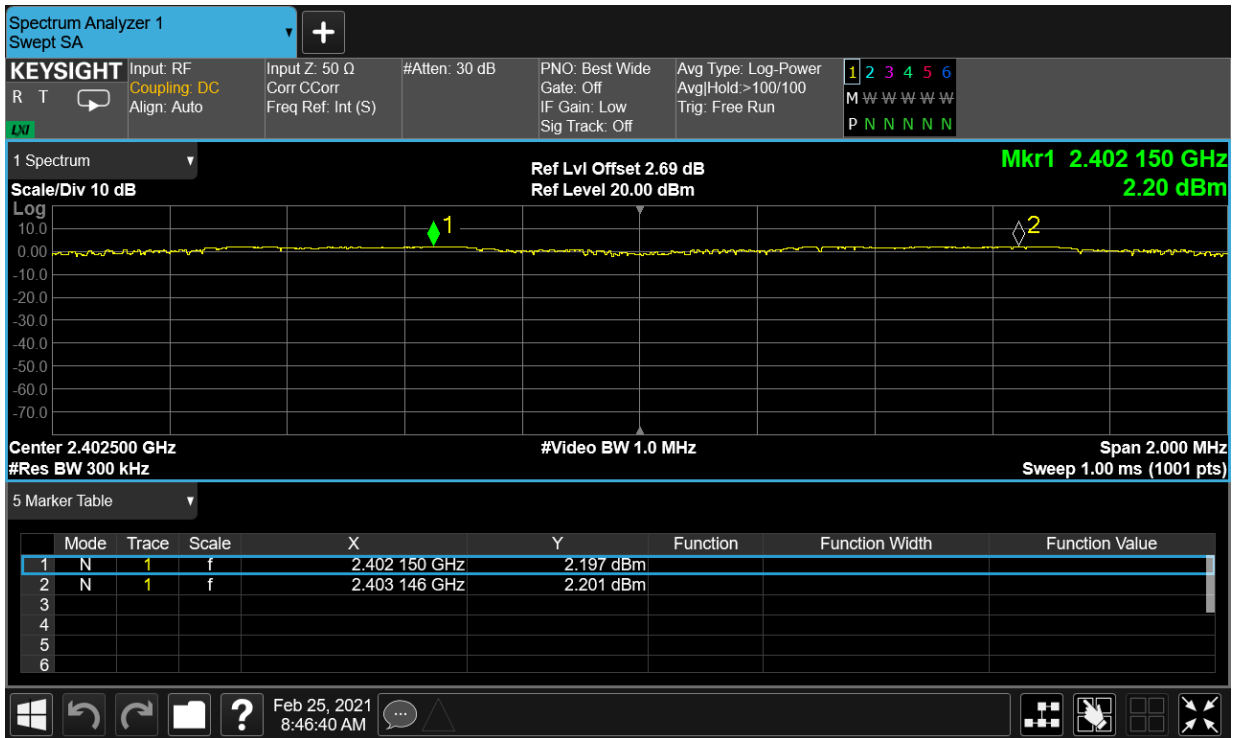 Spectrum Analyzer 1
Swept SA
KEYSIGHT
R T
LXI
Input: RF
Coupling: DC
Align: Auto
Input Z: 50 Ω
Corr CCorr
Freq Ref: Int (S)
#Atten: 30 dB
PNO: Best Wide
Gate: Off
IF Gain: Low
Sig Track: Off
Avg Type: Log-Power
Avg|Hold:>100/100
Trig: Free Run
1 2 3 4 5 6
M W W W W W
P N N N N N
1 Spectrum
Scale/Div 10 dB
Ref Lvl Offset 2.69 dB
Ref Level 20.00 dBm
Mkr1 2.402 150 GHz
2.20 dBm
Log
10.0
0.00
-10.0
-20.0
-30.0
-40.0
-50.0
-60.0
-70.0
1
2
Center 2.402500 GHz
#Video BW 1.0 MHz
Span 2.000 MHz
#Res BW 300 kHz
Sweep 1.00 ms (1001 pts)
5 Marker Table
Mode Trace Scale X Y Function Function Width Function Value
1 N 1 f 2.402 150 GHz 2.197 dBm
2 N 1 f 2.403 146 GHz 2.201 dBm
3
4
5
6
?
Feb 25, 2021
8:46:40 AM